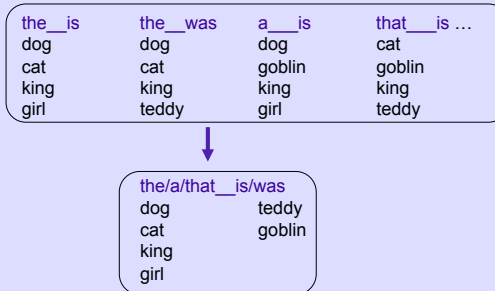 the__is the__was a___is that___is …
dog dog dog cat
cat cat goblin goblin
king king king king
girl teddy girl teddy
the/a/that__is/was
dog teddy
cat goblin
king
girl